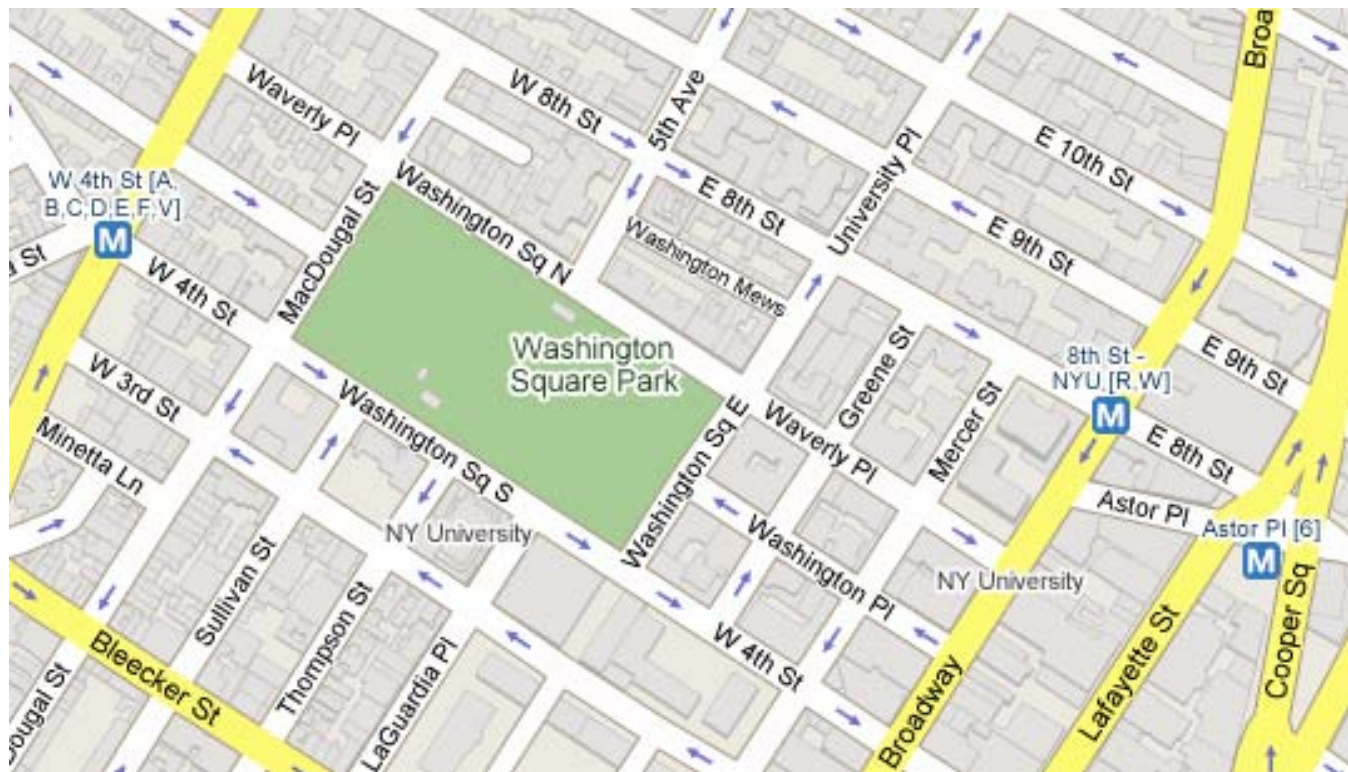 Broa
Waverly Pl
W 8th St
5th Ave
University Pl
E 10th St
W 4th St [A,
B,C,D,E,F,V]
M
MacDougal St
Washington Sq N
E 8th St
Washington Mews
E 9th St
W 4th St
St
Washington
Square Park
Greene St
8th St -
NYU [R,W]
M
E 9th St
W 3rd St
Minetta Ln
Washington Sq S
Washington Sq E
Waverly Pl
Mercer St
E 8th St
Astor Pl
Astor Pl [6]
M
NY University
Washington Pl
NY University
Sullivan St
Thompson St
LaGuardia Pl
Bleecker St
Dougal St
W 4th St
Broadway
Lafayette St
Cooper Sq